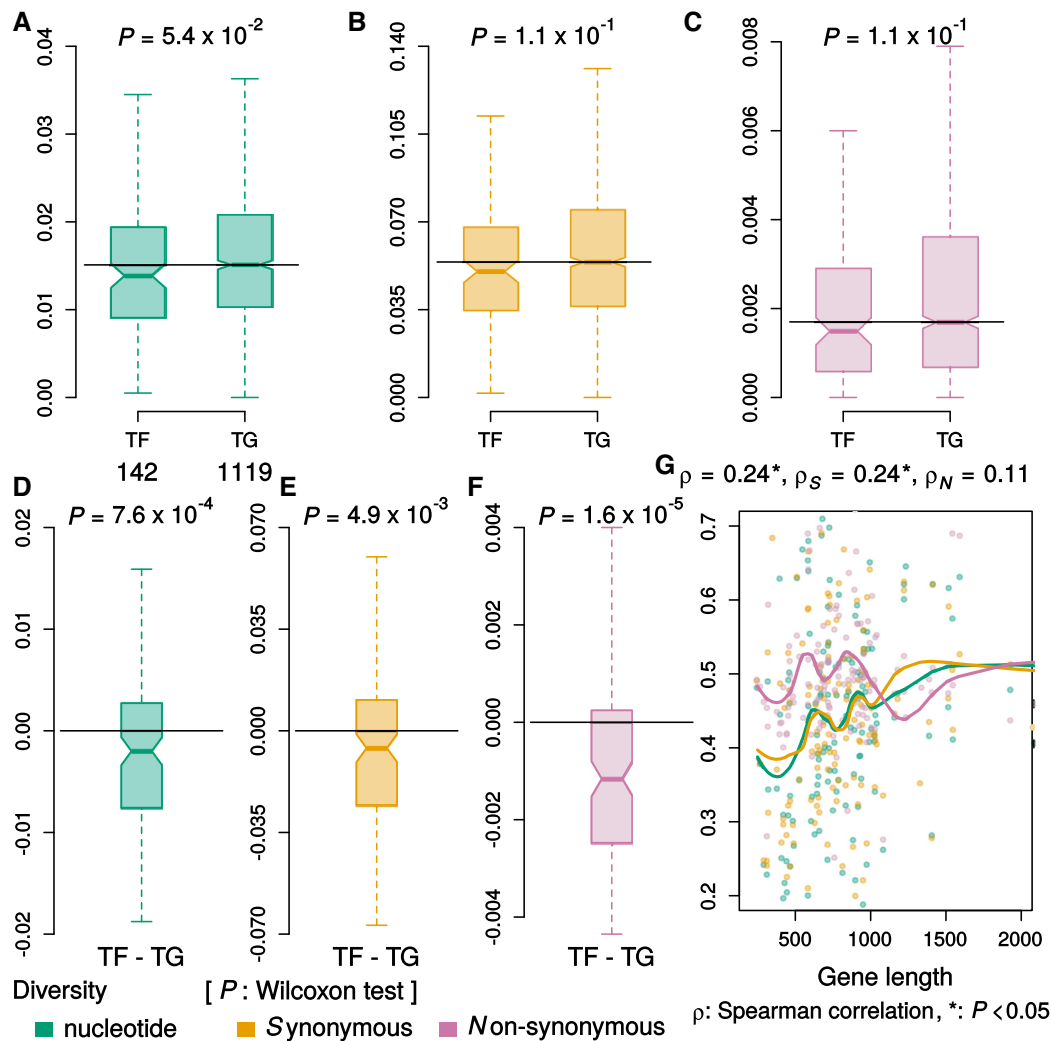 A
P = 5.4 x 10-2
0.04
0.03
0.02
0.01
0.00
TF
TG
142
1119
B
P = 1.1 x 10-1
0.140
0.105
0.070
0.035
0.000
TF
TG
C
P = 1.1 x 10-1
0.008
0.006
0.004
0.002
0.000
TF
TG
D
P = 7.6 x 10-4
0.02
0.01
0.00
-0.01
-0.02
TF - TG
E
P = 4.9 x 10-3
0.070
0.035
0.000
-0.035
-0.070
TF - TG
F
P = 1.6 x 10-5
0.004
0.002
0.000
-0.002
-0.004
TF - TG
G
ρ = 0.24*, ρS = 0.24*, ρN = 0.11
0.7
0.6
0.5
0.4
0.3
0.2
500
1000
1500
2000
Gene length
ρ: Spearman correlation, *: P<0.05
Diversity
[ P : Wilcoxon test ]
nucleotide
Synonymous
Non-synonymous